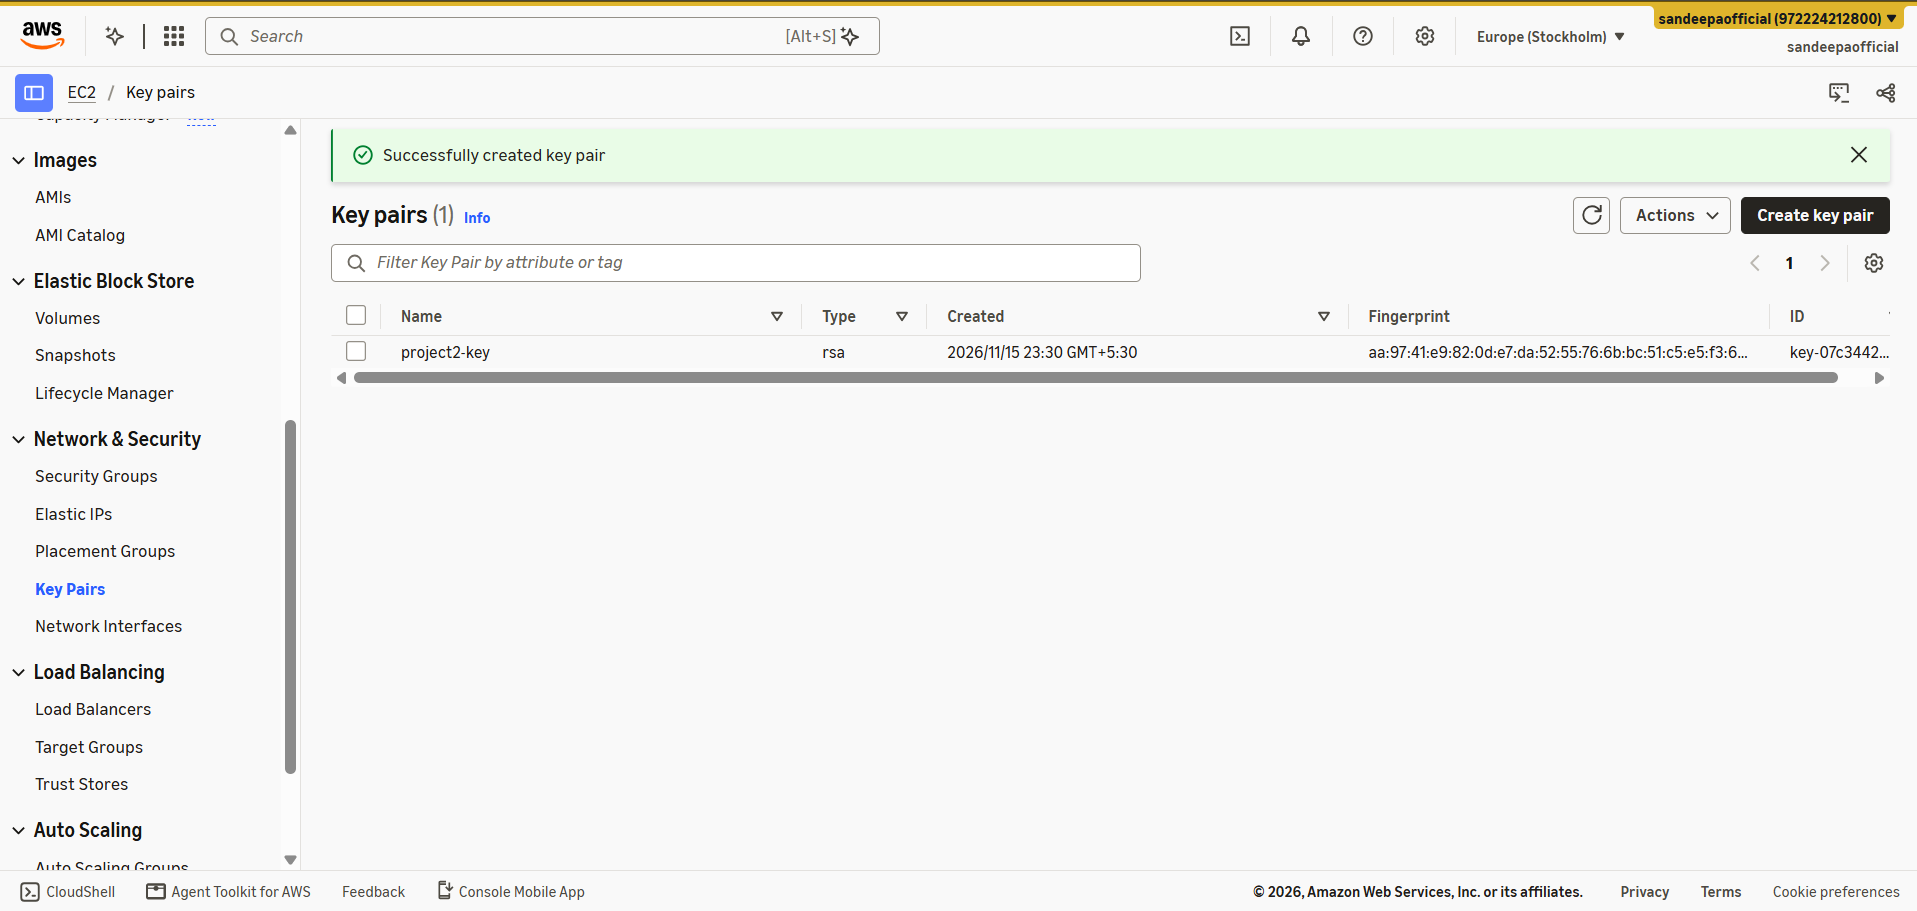 aws
Search
[Alt+S]
Europe (Stockholm)
sandeepaofficial (972224212800)
sandeepaofficial
EC2 / Key pairs
Images
AMIs
AMI Catalog
Elastic Block Store
Volumes
Snapshots
Lifecycle Manager
Network & Security
Security Groups
Elastic IPs
Placement Groups
Key Pairs
Network Interfaces
Load Balancing
Load Balancers
Target Groups
Trust Stores
Auto Scaling
Auto Scaling Groups
Successfully created key pair
Key pairs (1) Info
Actions
Create key pair
Filter Key Pair by attribute or tag
1
Name Type Created Fingerprint ID
project2-key rsa 2026/11/15 23:30 GMT+5:30 aa:97:41:e9:82:0d:e7:da:52:55:76:6b:bc:51:c5:e5:f3:6... key-07c3442...
CloudShell Agent Toolkit for AWS Feedback Console Mobile App © 2026, Amazon Web Services, Inc. or its affiliates. Privacy Terms Cookie preferences